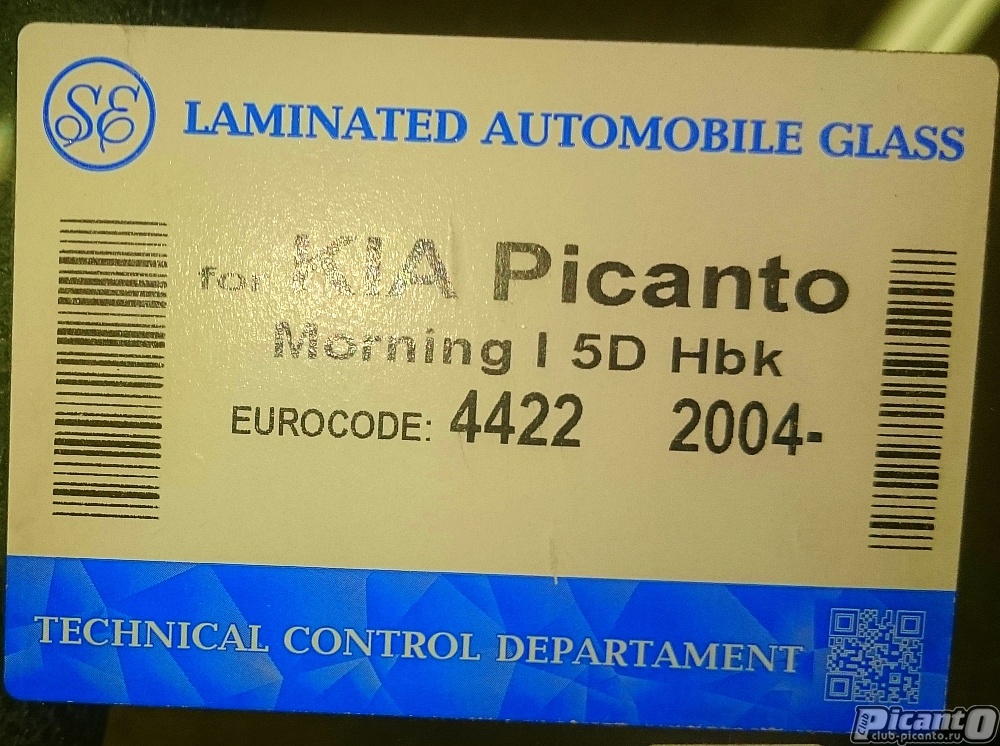 SE
LAMINATED AUTOMOBILE GLASS
for KIA Picanto
Morning I 5D Hbk
EUROCODE: 4422 2004-
TECHNICAL CONTROL DEPARTAMENT
Club PicantO
club-picanto.ru